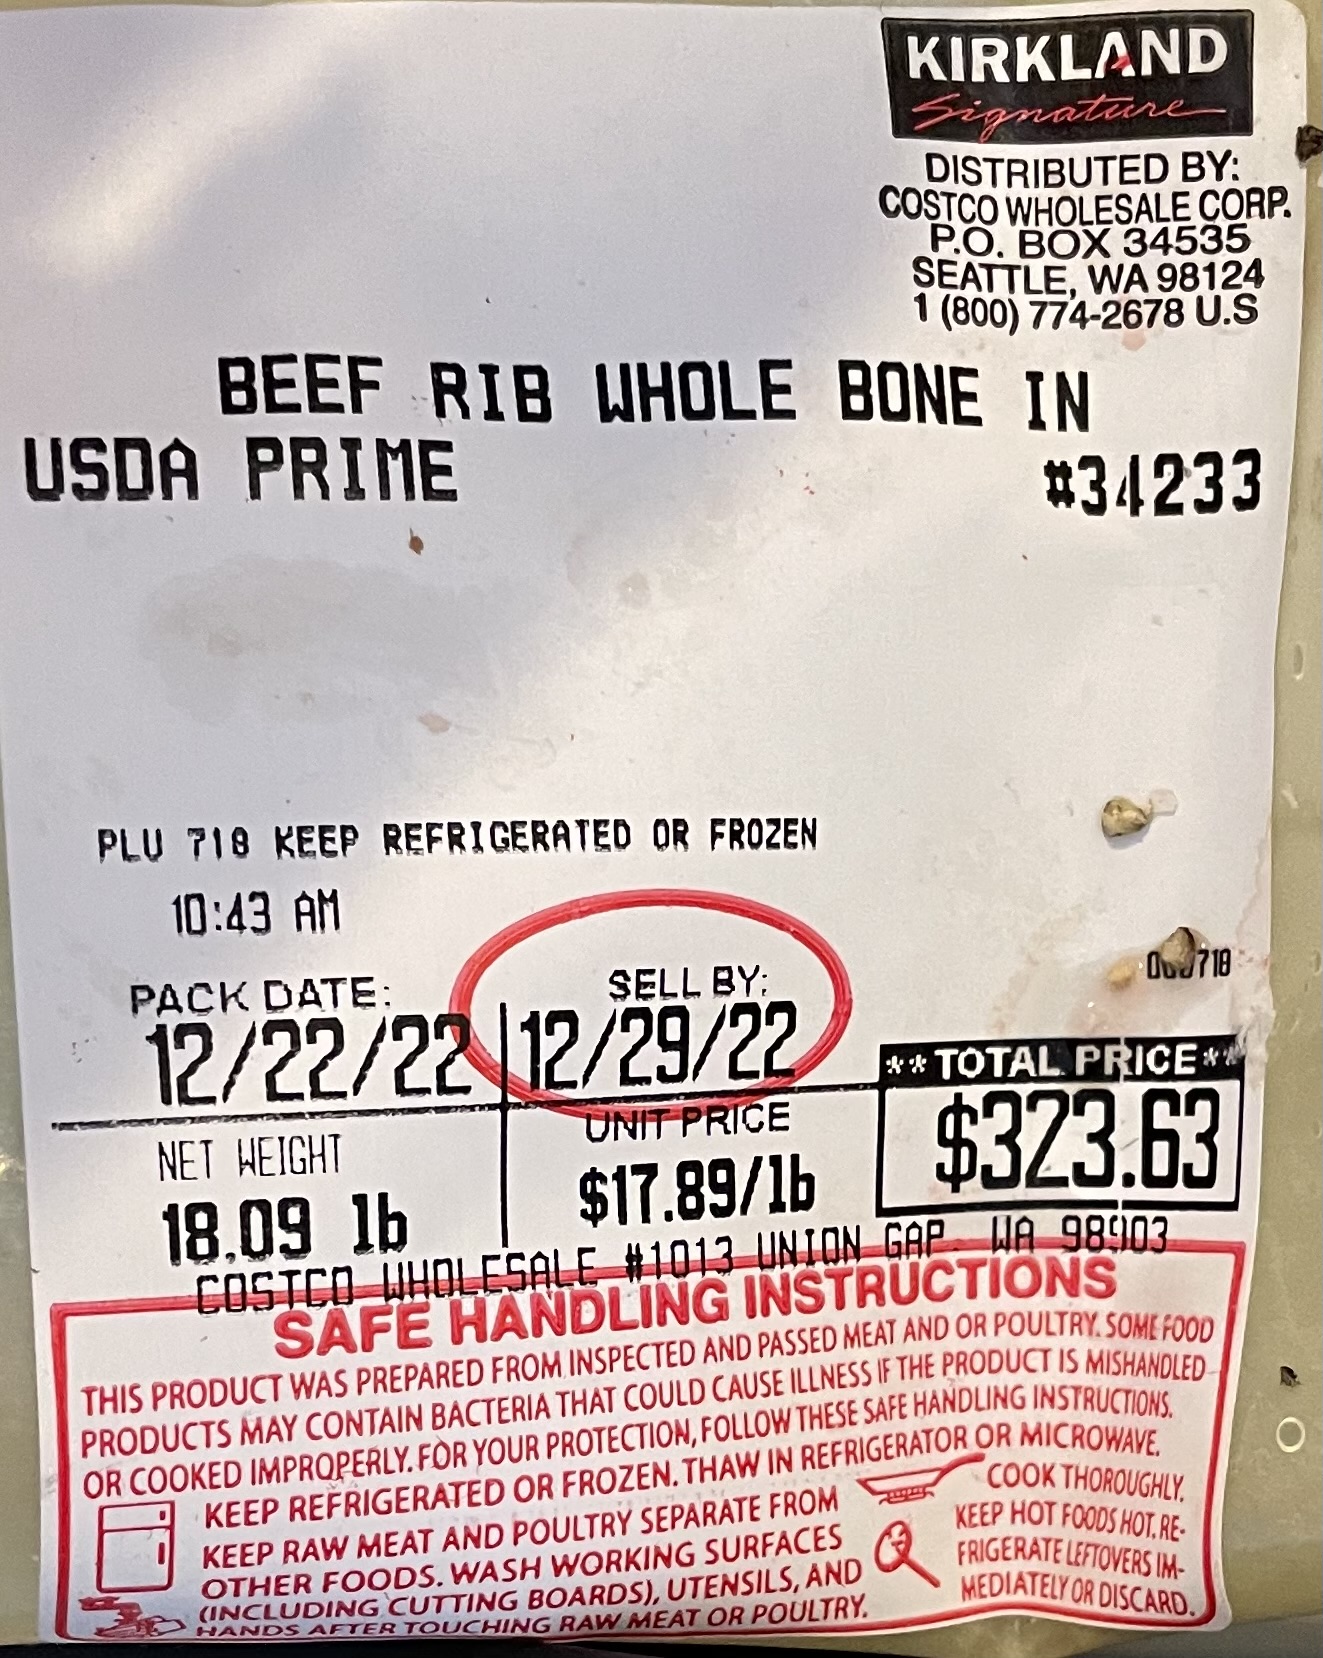 KIRKLAND
Signature
DISTRIBUTED BY:
COSTCO WHOLESALE CORP.
P.O. BOX 34535
SEATTLE, WA 98124
1 (800) 774-2678 U.S
BEEF RIB WHOLE BONE IN
USDA PRIME #34233
PLU 718 KEEP REFRIGERATED OR FROZEN
10:43 AM
PACK DATE: SELL BY:
12/22/22 12/29/22
**TOTAL PRICE**
$323.63
NET WEIGHT UNIT PRICE
18.09 lb $17.89/lb
COSTCO WHOLESALE #1013 UNION GAP WA 98903
SAFE HANDLING INSTRUCTIONS
THIS PRODUCT WAS PREPARED FROM INSPECTED AND PASSED MEAT AND OR POULTRY. SOME FOOD
PRODUCTS MAY CONTAIN BACTERIA THAT COULD CAUSE ILLNESS IF THE PRODUCT IS MISHANDLED
OR COOKED IMPROPERLY. FOR YOUR PROTECTION, FOLLOW THESE SAFE HANDLING INSTRUCTIONS.
KEEP REFRIGERATED OR FROZEN. THAW IN REFRIGERATOR OR MICROWAVE.
KEEP RAW MEAT AND POULTRY SEPARATE FROM
OTHER FOODS. WASH WORKING SURFACES
(INCLUDING CUTTING BOARDS), UTENSILS, AND
HANDS AFTER TOUCHING RAW MEAT OR POULTRY.
COOK THOROUGHLY.
KEEP HOT FOODS HOT. RE-
FRIGERATE LEFTOVERS IM-
MEDIATELY OR DISCARD.